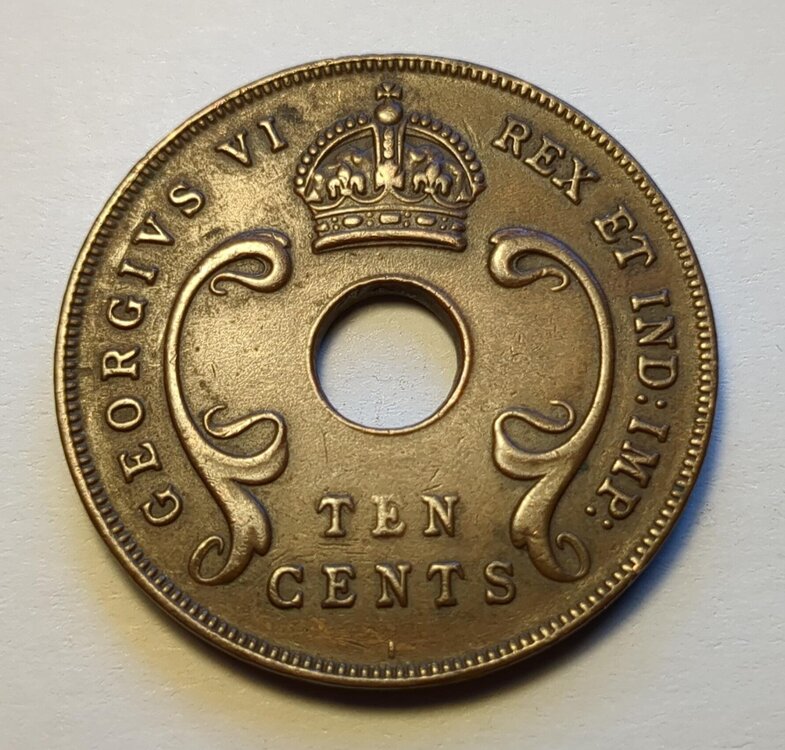 GEORGIVS VI REX ET IND:IMP:
TEN
CENTS